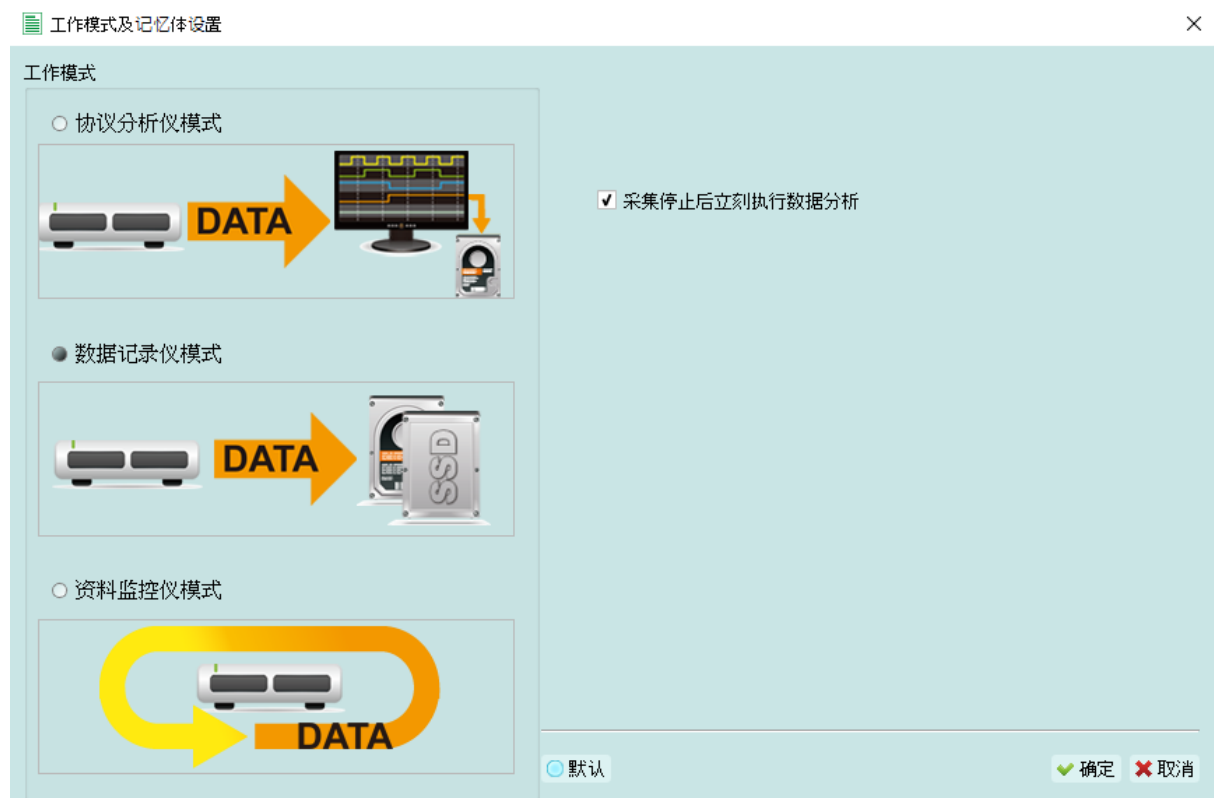 工作模式及记忆体设置
工作模式
协议分析仪模式
DATA
采集停止后立刻执行数据分析
数据记录仪模式
DATA
SSD
资料监控仪模式
DATA
默认
确定
取消